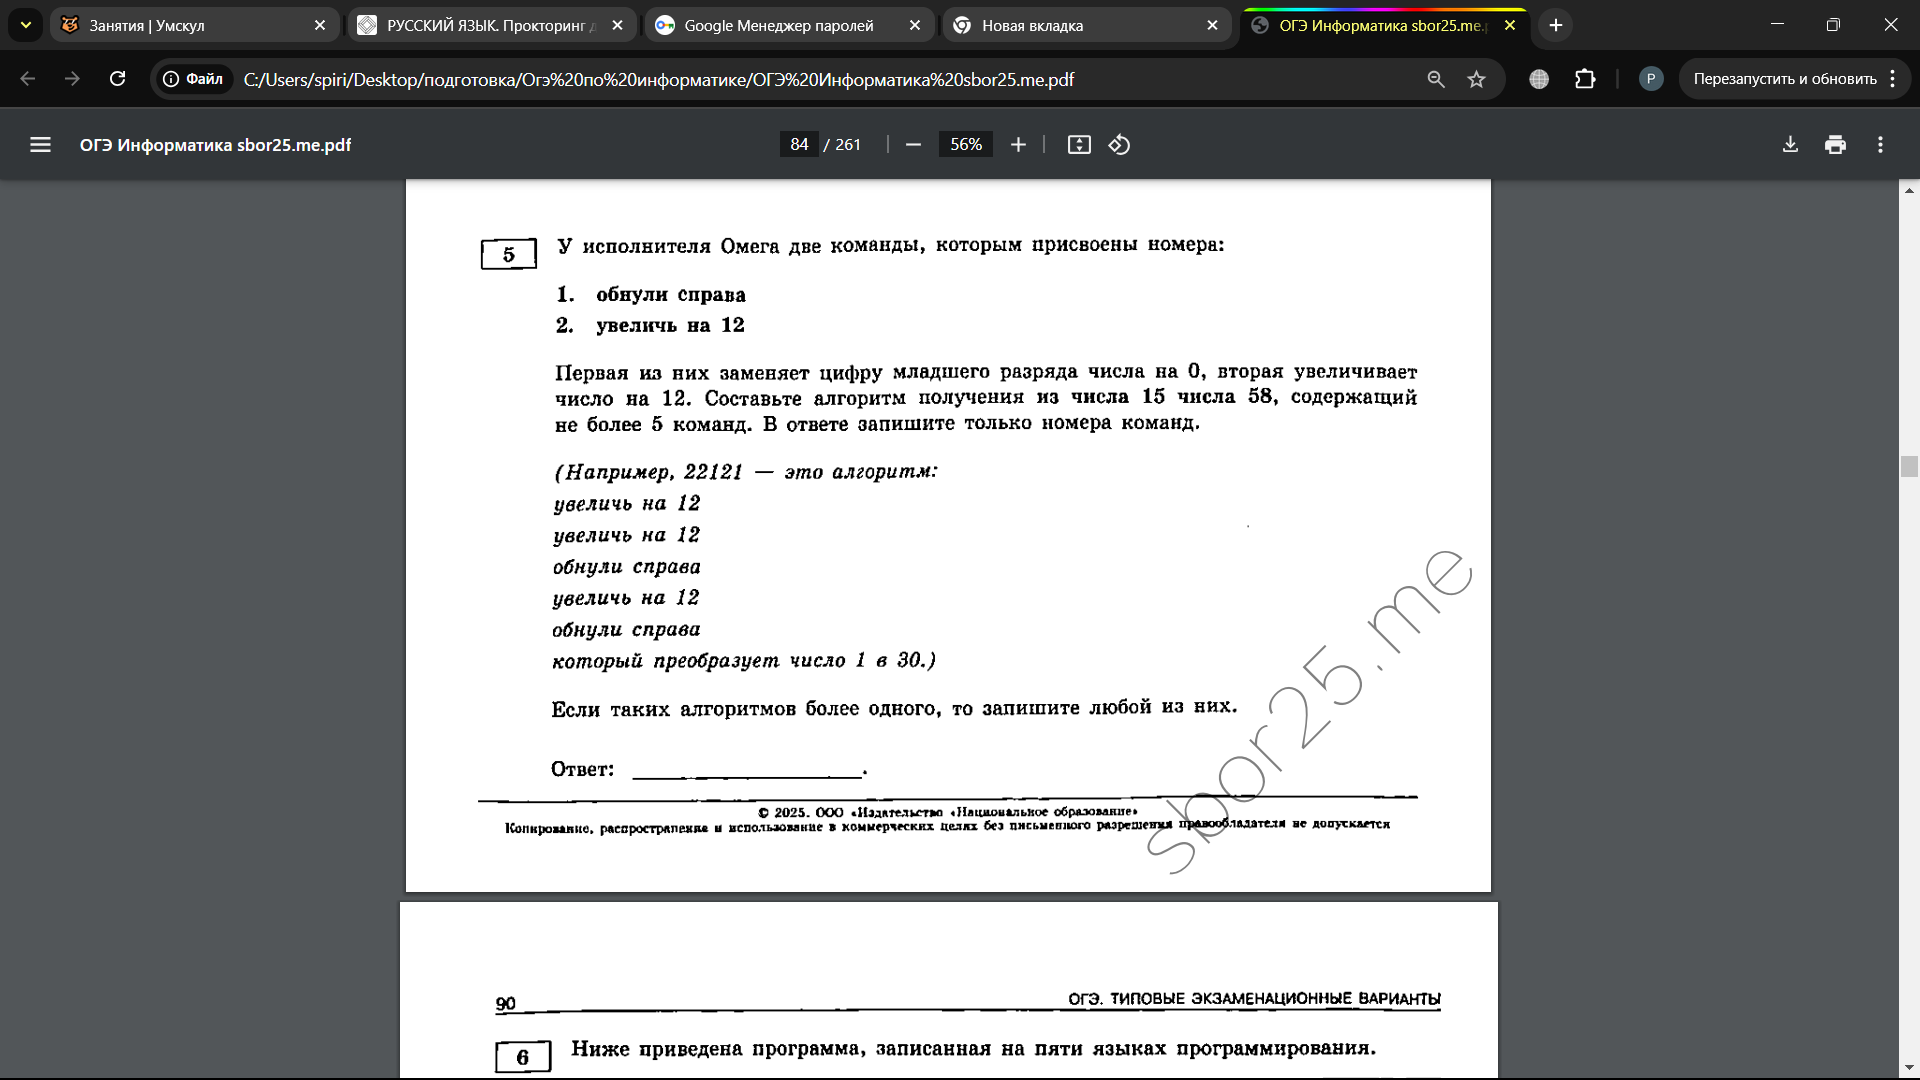 Занятия | Умскул
РУССКИЙ ЯЗЫК. Прокторинг д
Google Менеджер паролей
Новая вкладка
ОГЭ Информатика sbor25.me.p
Файл
C:/Users/spiri/Desktop/подготовка/Огэ%20по%20информатике/ОГЭ%20Информатика%20sbor25.me.pdf
P
Перезапустить и обновить
ОГЭ Информатика sbor25.me.pdf
84 / 261
56%
5
У исполнителя Омега две команды, которым присвоены номера:
1. обнули справа
2. увеличь на 12
Первая из них заменяет цифру младшего разряда числа на 0, вторая увеличивает
число на 12. Составьте алгоритм получения из числа 15 числа 58, содержащий
не более 5 команд. В ответе запишите только номера команд.
(Например, 22121 — это алгоритм:
увеличь на 12
увеличь на 12
обнули справа
увеличь на 12
обнули справа
который преобразует число 1 в 30.)
Если таких алгоритмов более одного, то запишите любой из них.
Ответ: ____________________.
© 2025. ООО «Издательство «Национальное образование»
Копирование, распространение и использование в коммерческих целях без письменного разрешения правообладателя не допускается
sbor25.me
90
ОГЭ. ТИПОВЫЕ ЭКЗАМЕНАЦИОННЫЕ ВАРИАНТЫ
6
Ниже приведена программа, записанная на пяти языках программирования.